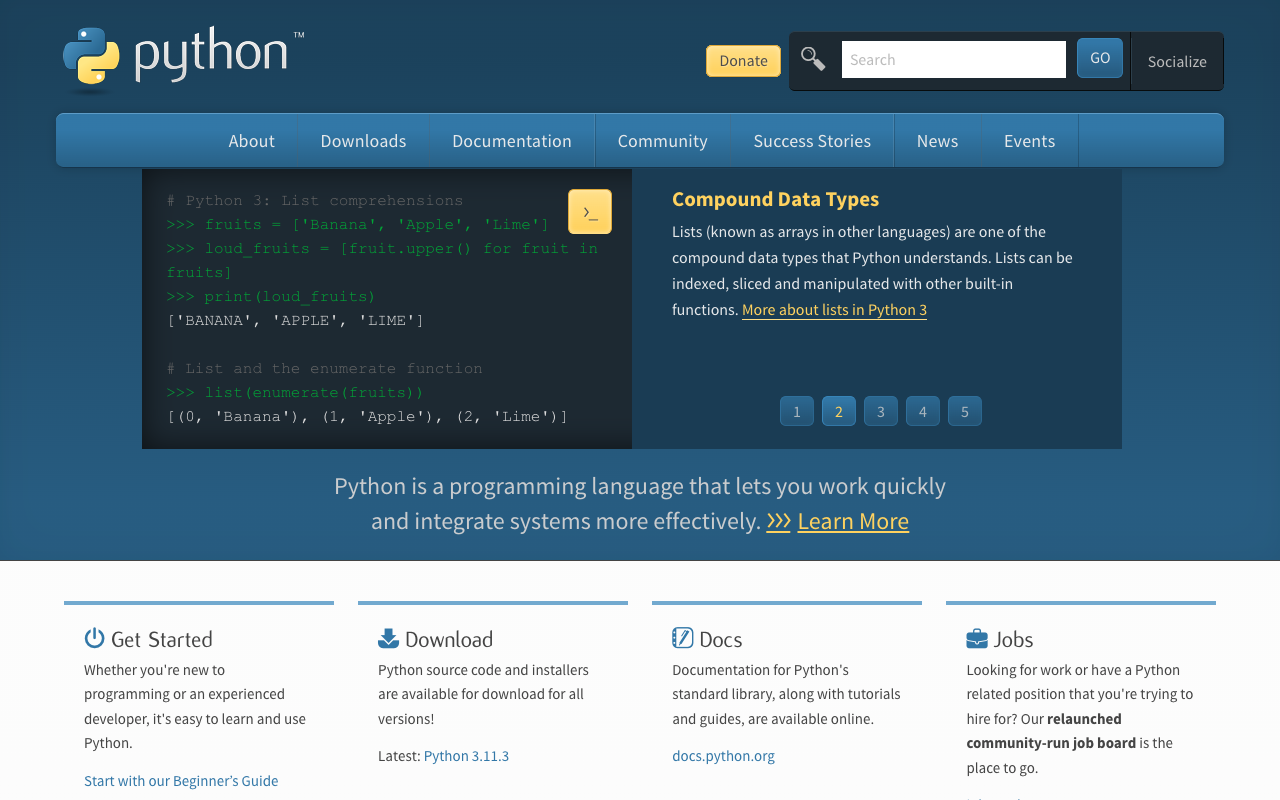 python™
Donate
Search
GO
Socialize
About
Downloads
Documentation
Community
Success Stories
News
Events
# Python 3: List comprehensions
>>> fruits = ['Banana', 'Apple', 'Lime']
>>> loud_fruits = [fruit.upper() for fruit in
fruits]
>>> print(loud_fruits)
['BANANA', 'APPLE', 'LIME']
# List and the enumerate function
>>> list(enumerate(fruits))
[(0, 'Banana'), (1, 'Apple'), (2, 'Lime')]
>_
Compound Data Types
Lists (known as arrays in other languages) are one of the
compound data types that Python understands. Lists can be
indexed, sliced and manipulated with other built-in
functions. More about lists in Python 3
1
2
3
4
5
Python is a programming language that lets you work quickly
and integrate systems more effectively. >>> Learn More
Get Started
Whether you're new to
programming or an experienced
developer, it's easy to learn and use
Python.
Start with our Beginner’s Guide
Download
Python source code and installers
are available for download for all
versions!
Latest: Python 3.11.3
Docs
Documentation for Python's
standard library, along with tutorials
and guides, are available online.
docs.python.org
Jobs
Looking for work or have a Python
related position that you're trying to
hire for? Our relaunched
community-run job board is the
place to go.